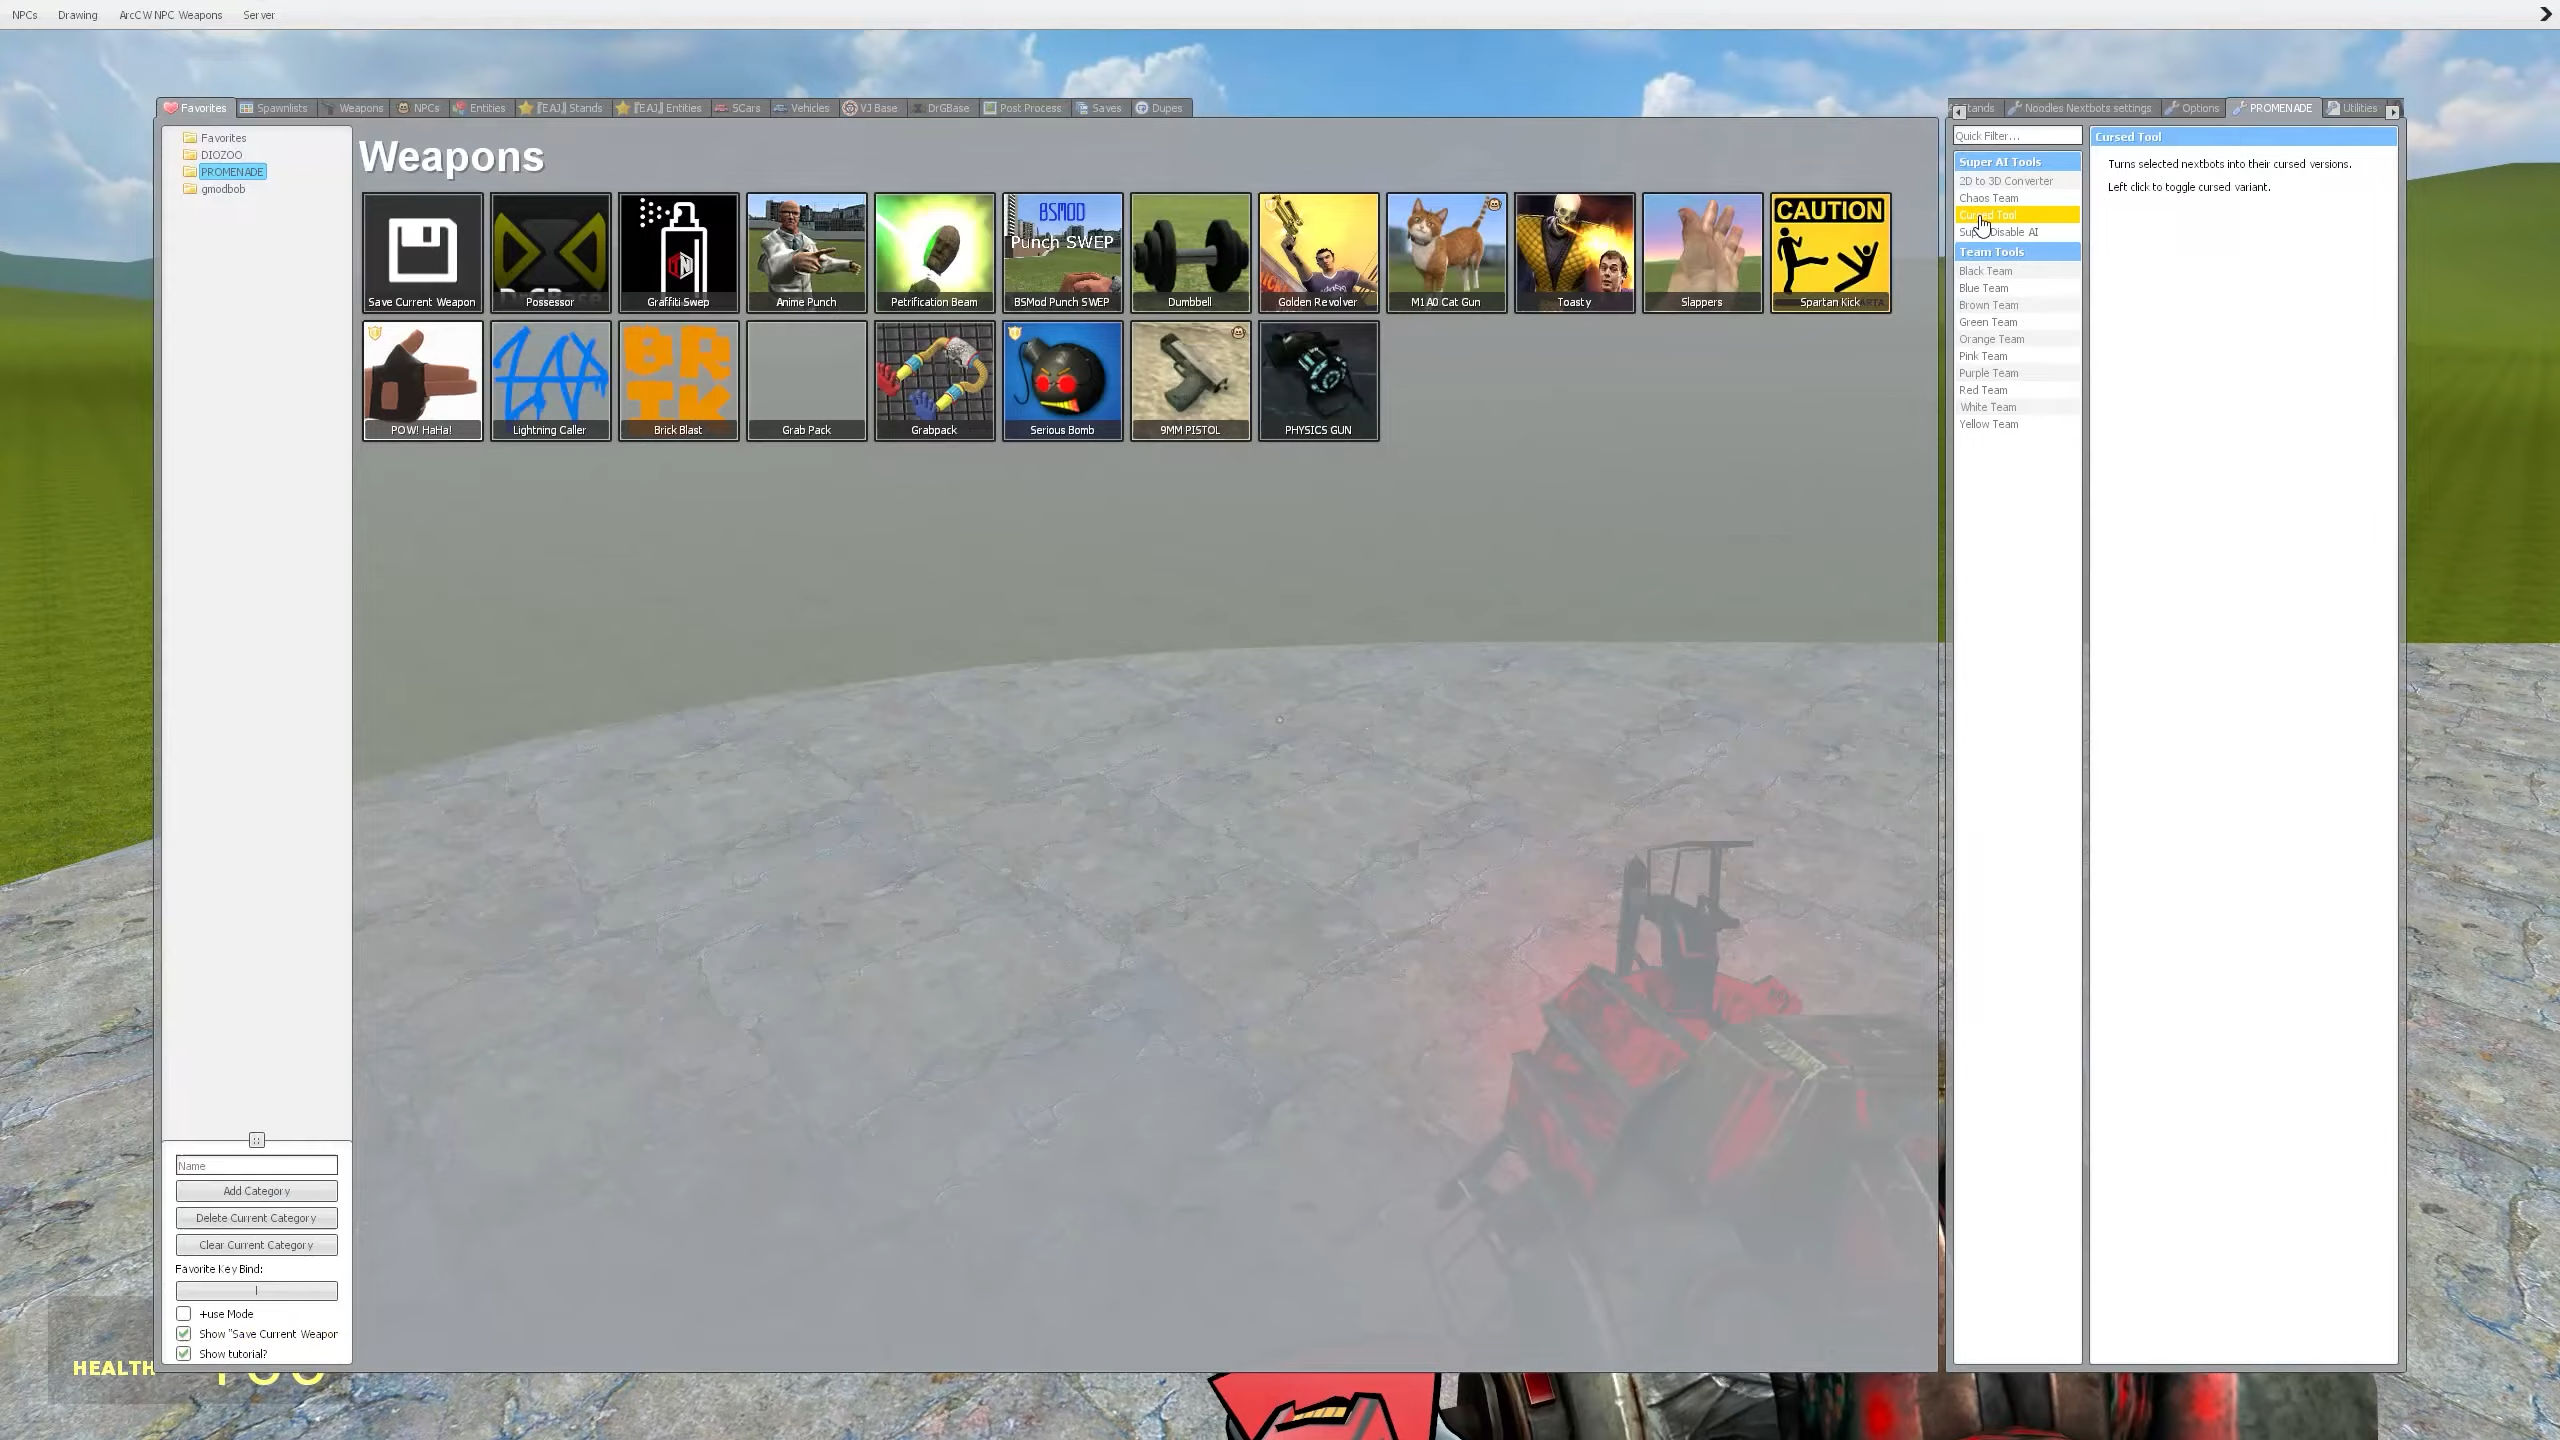 NPCs Drawing ArcCW NPC Weapons Server
Favorites Spawnlists Weapons NPCs Entities [EAJ] Stands [EAJ] Entities SCars Vehicles VJ Base DrGBase Post Process Saves Dupes
Stands Noodles Nextbots settings Options PROMENADE Utilities
Favorites
DIOZOO
PROMENADE
gmodbob
Weapons
Save Current Weapon
Possessor
Graffiti Swep
Anime Punch
Petrification Beam
BSMOD
Punch SWEP
BSMod Punch SWEP
Dumbbell
Golden Revolver
M1A0 Cat Gun
Toasty
Slappers
CAUTION
Spartan Kick
POW! HaHa!
Lightning Caller
BR
IK
Brick Blast
Grab Pack
Grabpack
Serious Bomb
9MM PISTOL
PHYSICS GUN
Name
Add Category
Delete Current Category
Clear Current Category
Favorite Key Bind:
I
+use Mode
Show "Save Current Weapor
Show tutorial?
HEALTH
Quick Filter...
Super AI Tools
2D to 3D Converter
Chaos Team
Cursed Tool
Super Disable AI
Team Tools
Black Team
Blue Team
Brown Team
Green Team
Orange Team
Pink Team
Purple Team
Red Team
White Team
Yellow Team
Cursed Tool
Turns selected nextbots into their cursed versions.
Left click to toggle cursed variant.